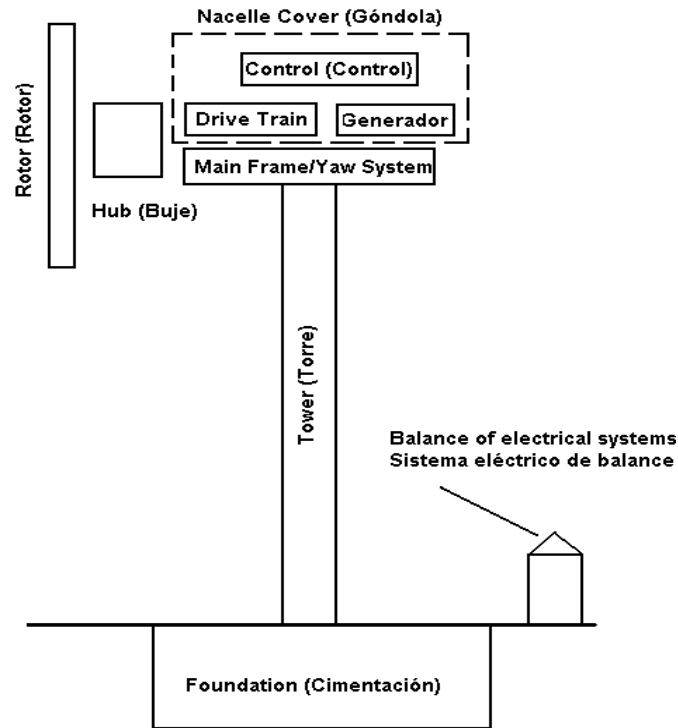 Nacelle Cover (Góndola)
Control (Control)
Drive Train
Generador
Main Frame/Yaw System
Rotor (Rotor)
Hub (Buje)
Tower (Torre)
Balance of electrical systems
Sistema eléctrico de balance
Foundation (Cimentación)